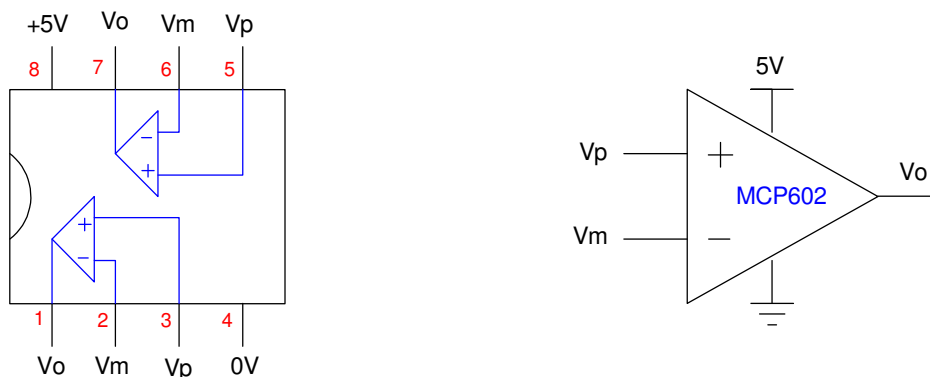 +5V Vo Vm Vp
8 7 6 5
−
+
+
−
1 2 3 4
Vo Vm Vp 0V
5V
Vp +
MCP602
Vo
Vm −